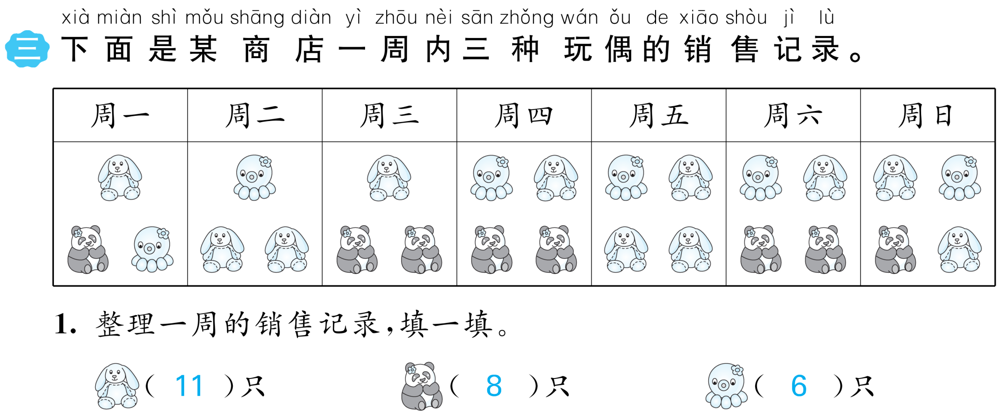 xià miàn shì mǒu shāng diàn yì zhōu nèi sān zhǒng wán ǒu de xiāo shòu jì lù
三 下面是某商店一周内三种玩偶的销售记录。
周一 周二 周三 周四 周五 周六 周日
1. 整理一周的销售记录,填一填。
( 11 )只 ( 8 )只 ( 6 )只